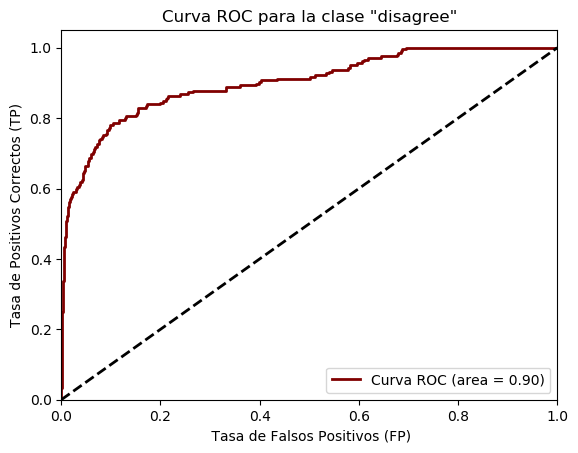 Curva ROC para la clase "disagree"
1.0
0.8
0.6
0.4
0.2
0.0
Tasa de Positivos Correctos (TP)
Curva ROC (area = 0.90)
0.0 0.2 0.4 0.6 0.8 1.0
Tasa de Falsos Positivos (FP)